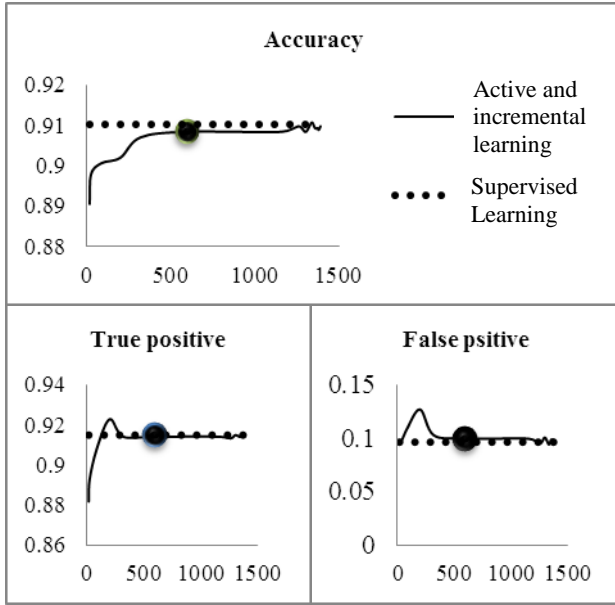 Accuracy
0.92
0.91
0.9
0.89
0.88
0 500 1000 1500
Active and
incremental
learning
Supervised
Learning
True positive
0.94
0.92
0.9
0.88
0.86
0 500 1000 1500
False psitive
0.15
0.1
0.05
0
0 500 1000 1500